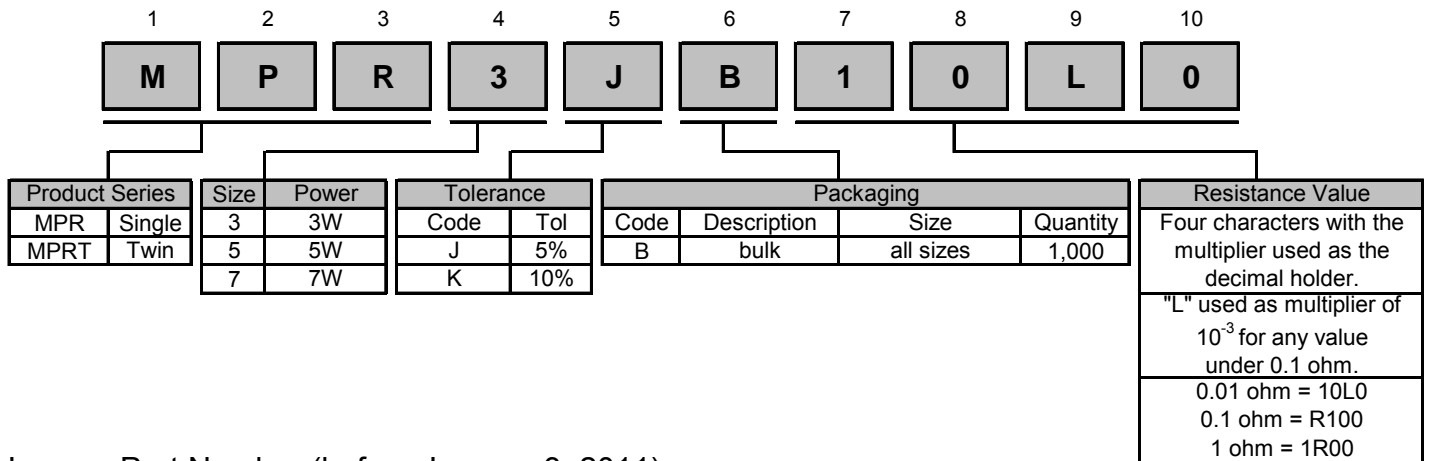 1 2 3 4 5 6 7 8 9 10
M P R 3 J B 1 0 L 0
Product Series
MPR Single
MPRT Twin
Size Power
3 3W
5 5W
7 7W
Tolerance
Code Tol
J 5%
K 10%
Packaging
Code Description Size Quantity
B bulk all sizes 1,000
Resistance Value
Four characters with the
multiplier used as the
decimal holder.
"L" used as multiplier of
10⁻³ for any value
under 0.1 ohm.
0.01 ohm = 10L0
0.1 ohm = R100
1 ohm = 1R00